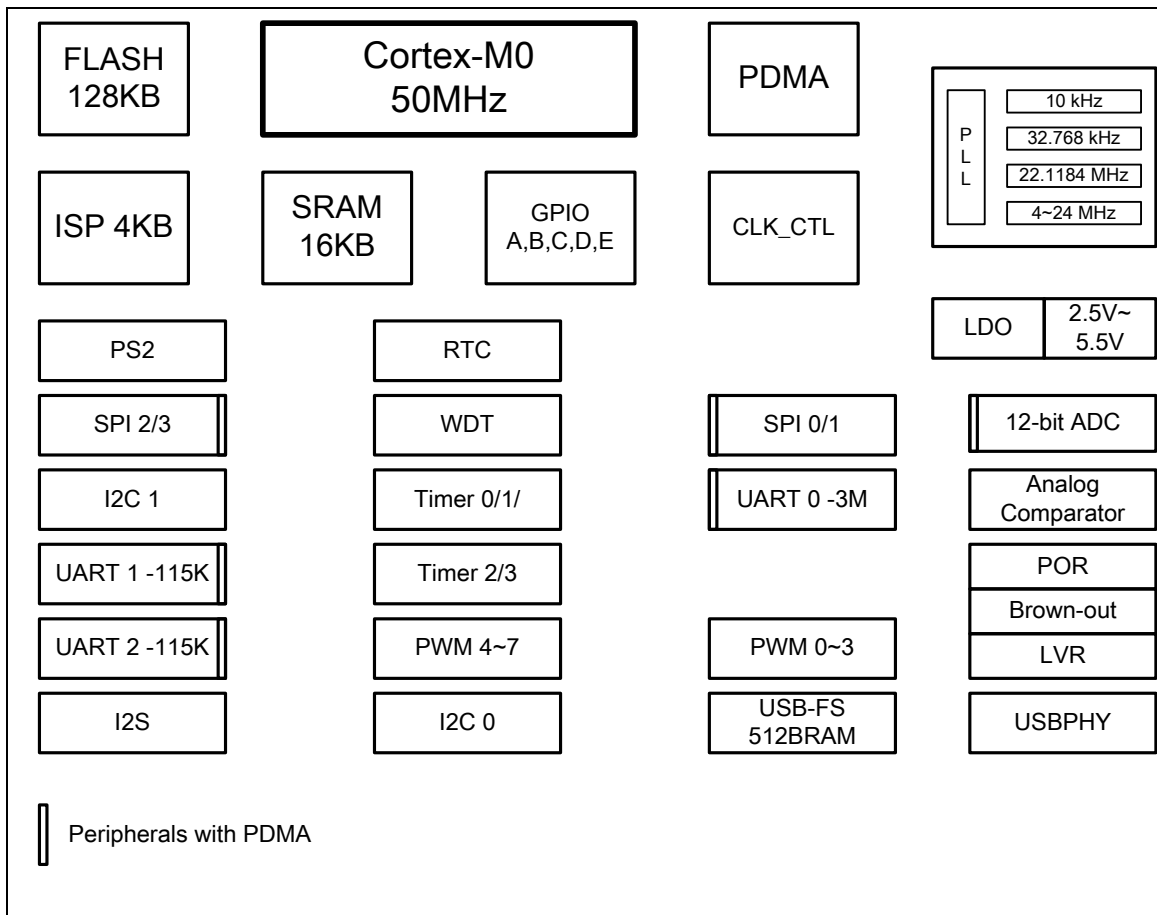 FLASH
128KB
Cortex-M0
50MHz
PDMA
P
L
L
10 kHz
32.768 kHz
22.1184 MHz
4~24 MHz
ISP 4KB
SRAM
16KB
GPIO
A,B,C,D,E
CLK_CTL
LDO
2.5V~
5.5V
PS2
RTC
SPI 2/3
WDT
SPI 0/1
12-bit ADC
I2C 1
Timer 0/1/
UART 0 -3M
Analog
Comparator
UART 1 -115K
Timer 2/3
POR
Brown-out
UART 2 -115K
PWM 4~7
PWM 0~3
LVR
I2S
I2C 0
USB-FS
512BRAM
USBPHY
Peripherals with PDMA